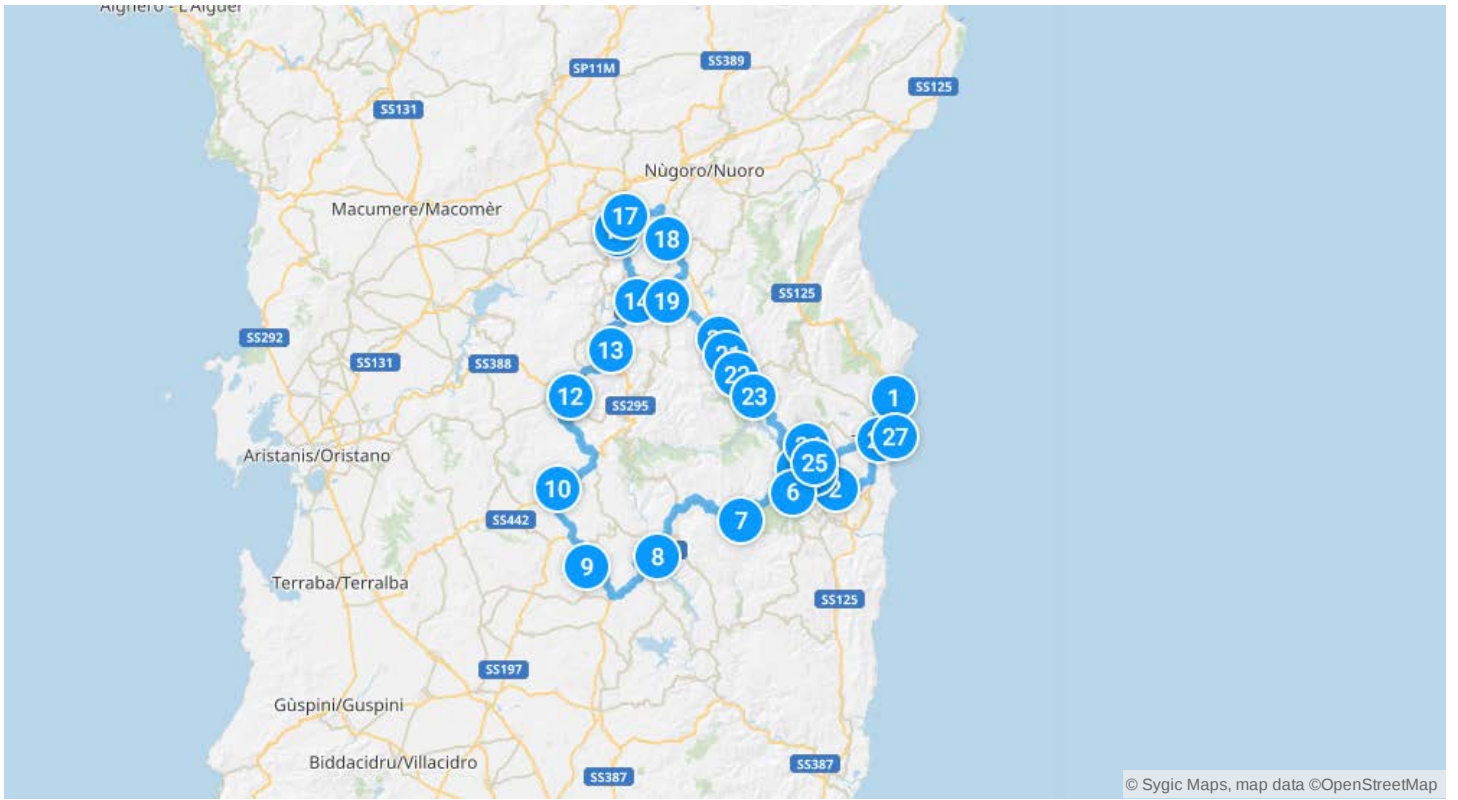 SS389
SP11M
SS125
SS131
Nùgoro/Nuoro
Macumere/Macomèr
17
18
SS125
14
19
SS292
13
21
SS131
SS388
22
12
23
1
SS295
27
Aristanis/Oristano
25
10
6
2
SS442
7
8
9
Terraba/Terralba
SS125
SS197
Gùspini/Guspini
Biddacidru/Villacidro
SS387
SS387
© Sygic Maps, map data ©OpenStreetMap